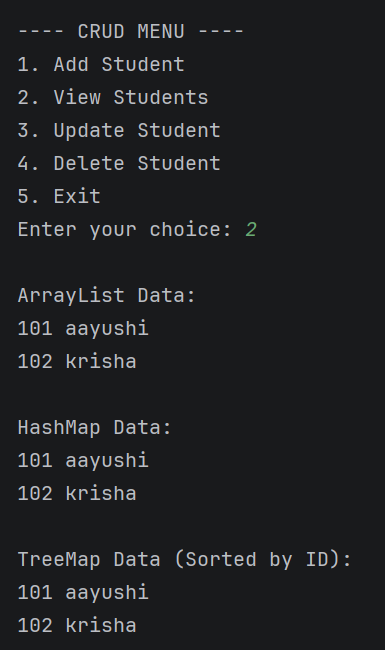 ---- CRUD MENU ----
1. Add Student
2. View Students
3. Update Student
4. Delete Student
5. Exit
Enter your choice: 2
ArrayList Data:
101 aayushi
102 krisha
HashMap Data:
101 aayushi
102 krisha
TreeMap Data (Sorted by ID):
101 aayushi
102 krisha